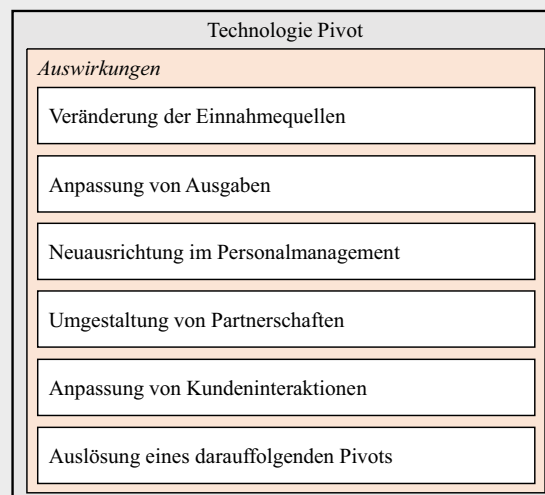 Technologie Pivot
Auswirkungen
Veränderung der Einnahmequellen
Anpassung von Ausgaben
Neuausrichtung im Personalmanagement
Umgestaltung von Partnerschaften
Anpassung von Kundeninteraktionen
Auslösung eines darauffolgenden Pivots